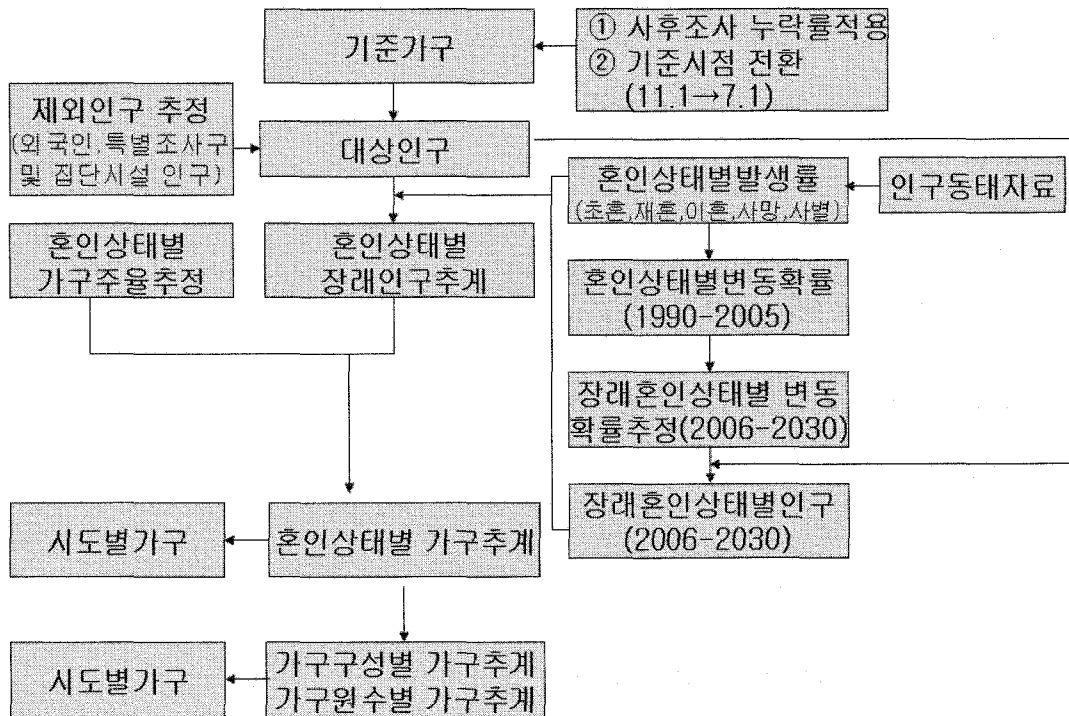 기준가구
① 사후조사 누락률적용
② 기준시점 전환
(11.1→7.1)
제외인구 추정
(외국인,특별조사구
및 집단시설 인구)
대상인구
혼인상태별발생률
(초혼,재혼,이혼,사망,사별)
인구동태자료
혼인상태별
가구주율추정
혼인상태별
장래인구추계
혼인상태별변동확률
(1990-2005)
장래혼인상태별 변동
확률추정(2006-2030)
장래혼인상태별인구
(2006-2030)
시도별가구
혼인상태별 가구추계
시도별가구
가구구성별 가구추계
가구원수별 가구추계